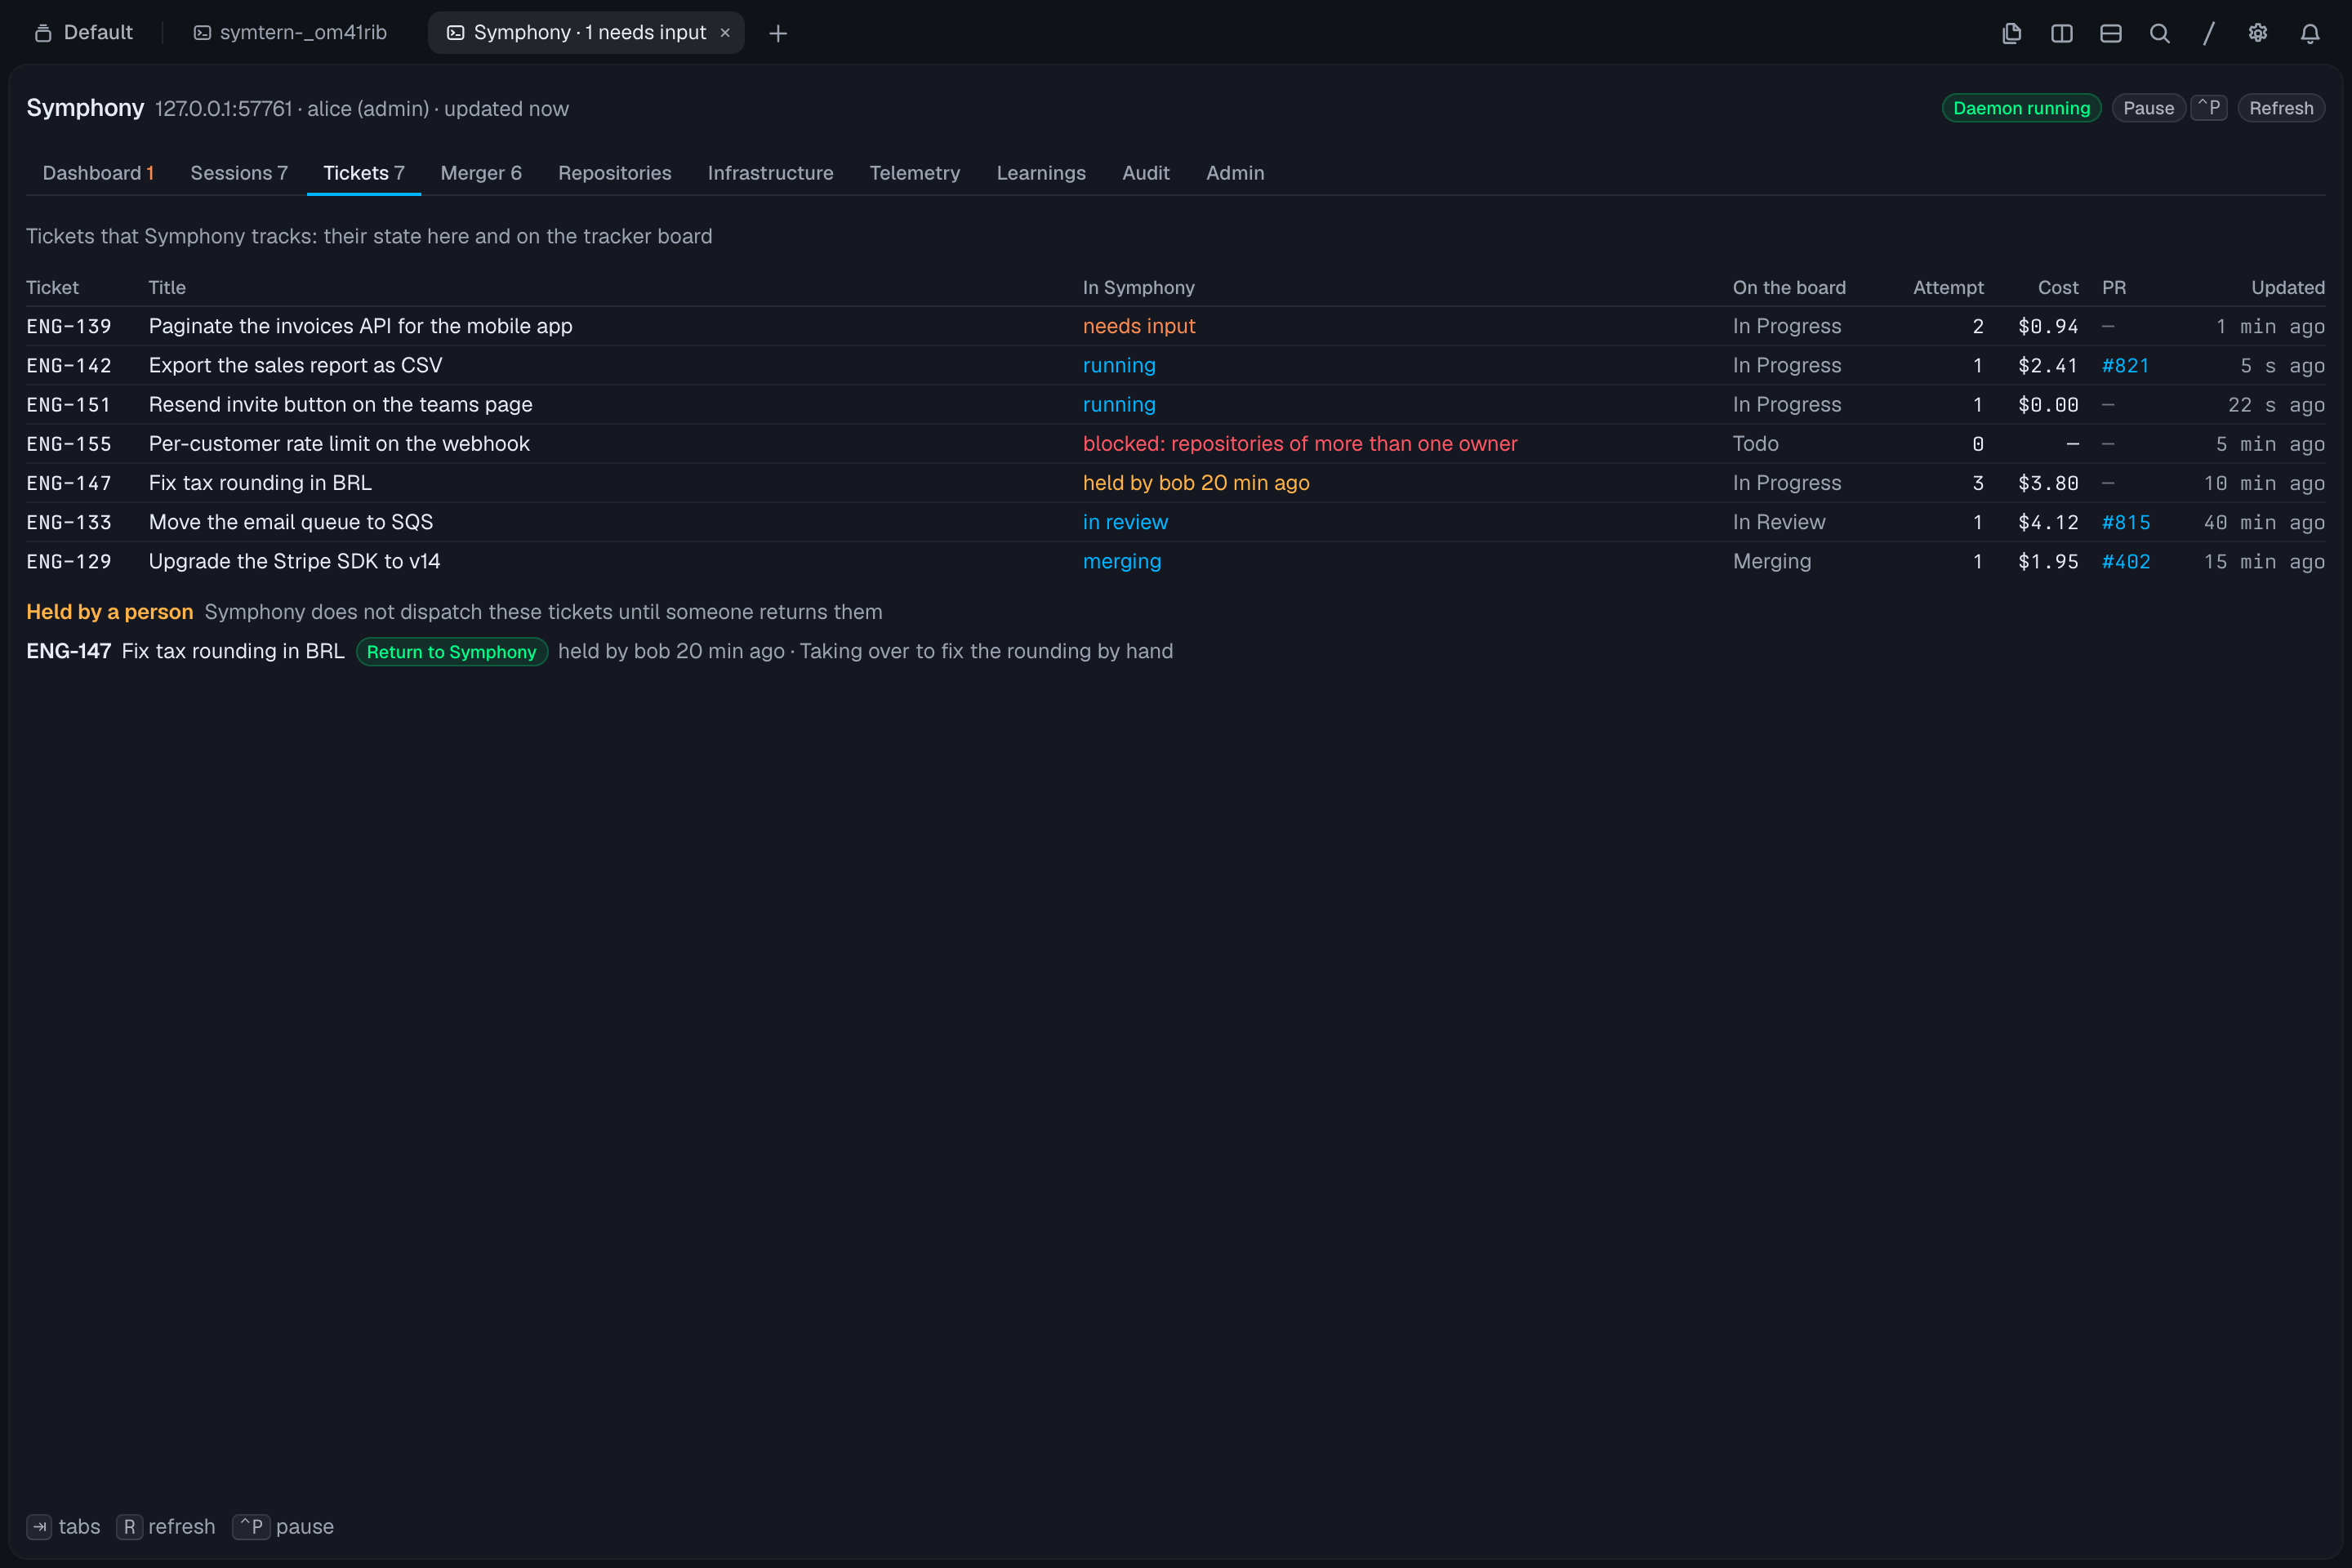 Default symtern-_om41rib Symphony · 1 needs input × +
Symphony 127.0.0.1:57761 · alice (admin) · updated now Daemon running Pause ^P Refresh
Dashboard 1 Sessions 7 Tickets 7 Merger 6 Repositories Infrastructure Telemetry Learnings Audit Admin
Tickets that Symphony tracks: their state here and on the tracker board
Ticket Title In Symphony On the board Attempt Cost PR Updated
ENG-139 Paginate the invoices API for the mobile app needs input In Progress 2 $0.94 — 1 min ago
ENG-142 Export the sales report as CSV running In Progress 1 $2.41 #821 5 s ago
ENG-151 Resend invite button on the teams page running In Progress 1 $0.00 — 22 s ago
ENG-155 Per-customer rate limit on the webhook blocked: repositories of more than one owner Todo 0 — — 5 min ago
ENG-147 Fix tax rounding in BRL held by bob 20 min ago In Progress 3 $3.80 — 10 min ago
ENG-133 Move the email queue to SQS in review In Review 1 $4.12 #815 40 min ago
ENG-129 Upgrade the Stripe SDK to v14 merging Merging 1 $1.95 #402 15 min ago
Held by a person Symphony does not dispatch these tickets until someone returns them
ENG-147 Fix tax rounding in BRL Return to Symphony held by bob 20 min ago · Taking over to fix the rounding by hand
tabs R refresh ^P pause